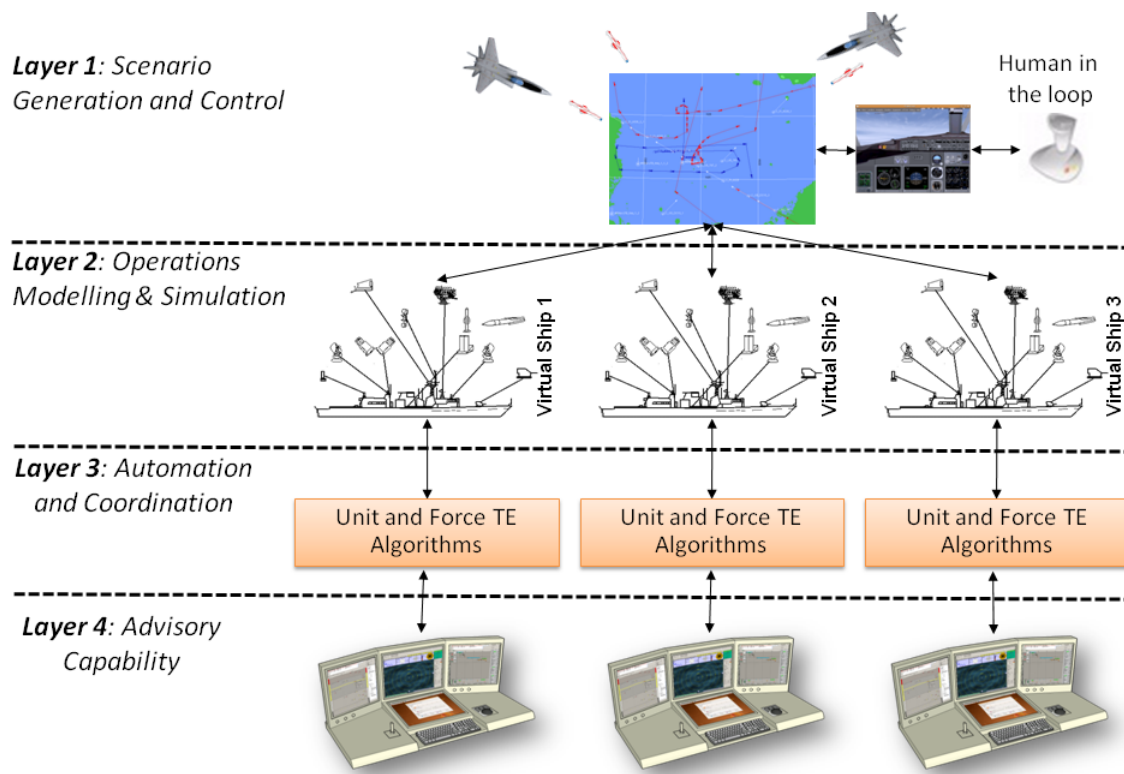 Layer 1: Scenario
Generation and Control
Human in
the loop
Layer 2: Operations
Modelling & Simulation
Virtual Ship 1
Virtual Ship 2
Virtual Ship 3
Layer 3: Automation
and Coordination
Unit and Force TE
Algorithms
Unit and Force TE
Algorithms
Unit and Force TE
Algorithms
Layer 4: Advisory
Capability